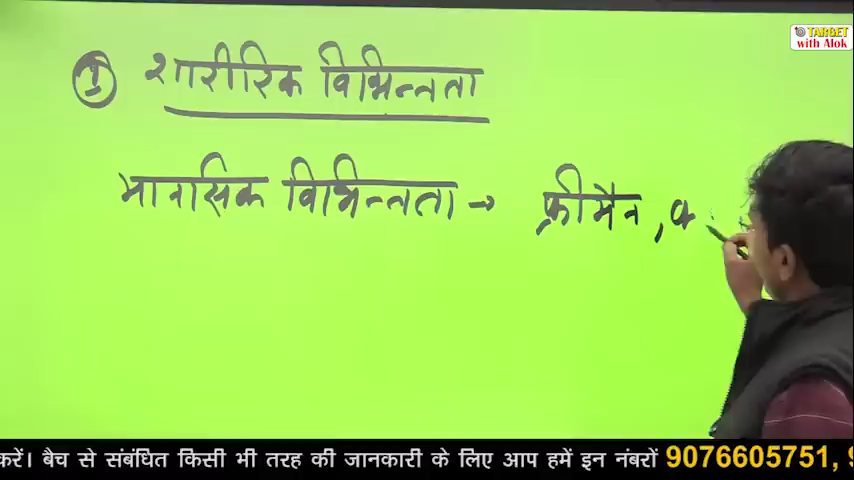 TARGET
with Alok
① शारीरिक विभिन्नता
मानसिक विभिन्नता → फ्रीमैन,
करें। बैच से संबंधित किसी भी तरह की जानकारी के लिए आप हमें इन नंबरों 9076605751,